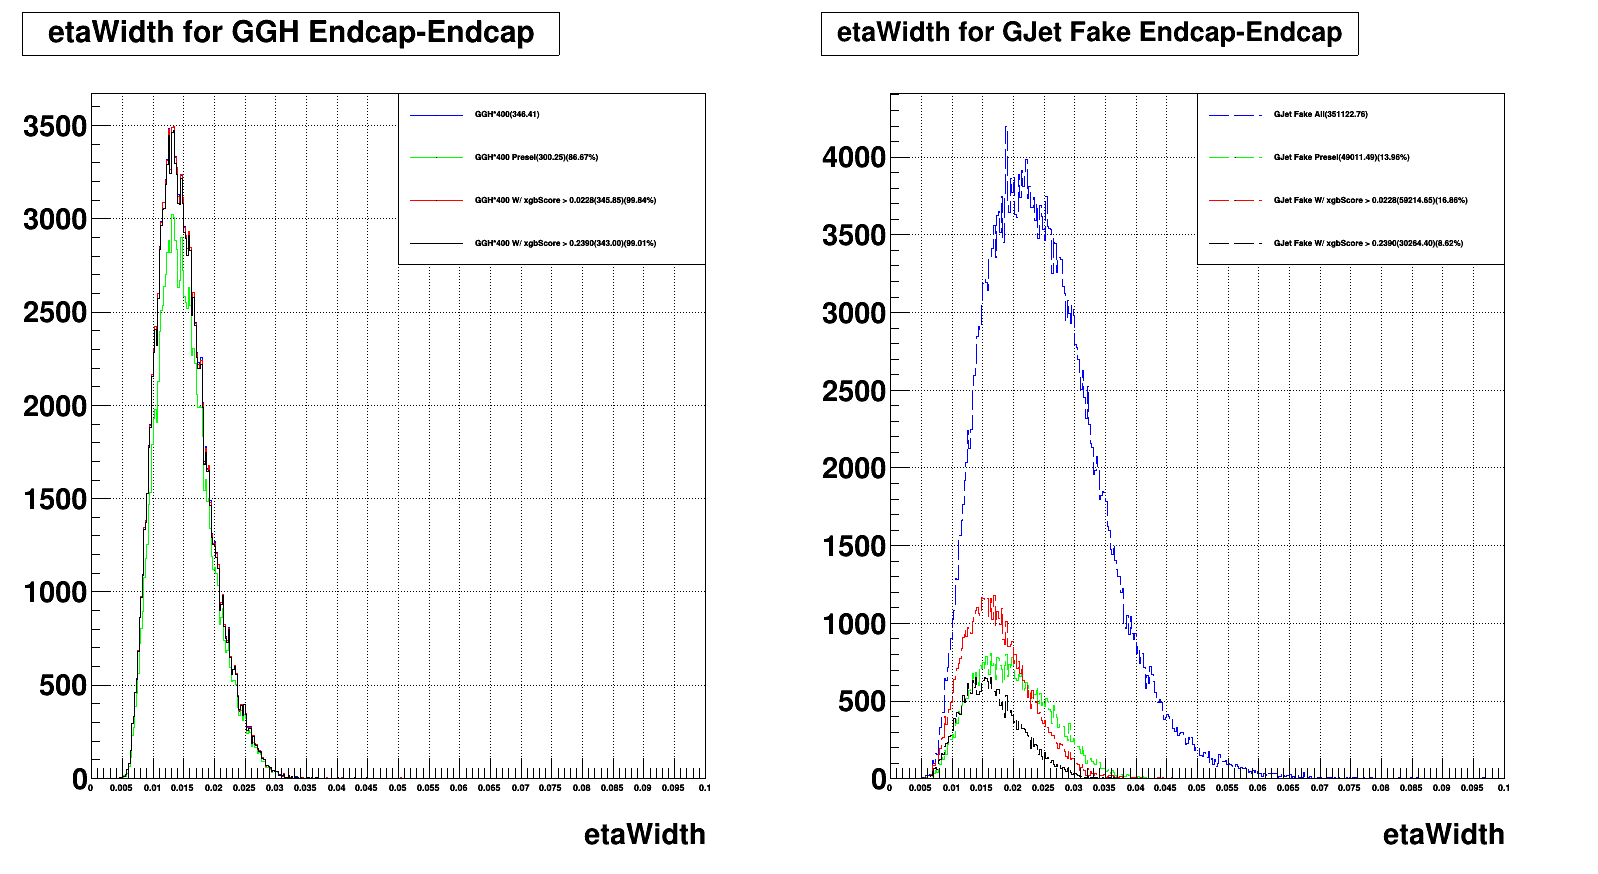 etaWidth for GGH Endcap-Endcap
GGH*400(346.41)
GGH*400 Presel(300.25)(86.67%)
GGH*400 W/ xgbScore > 0.0228(345.85)(99.84%)
GGH*400 W/ xgbScore > 0.2390(343.00)(99.01%)
3500
3000
2500
2000
1500
1000
500
0
0 0.005 0.01 0.015 0.02 0.025 0.03 0.035 0.04 0.045 0.05 0.055 0.06 0.065 0.07 0.075 0.08 0.085 0.09 0.095 0.1
etaWidth
etaWidth for GJet Fake Endcap-Endcap
GJet Fake All(351122.76)
GJet Fake Presel(49011.49)(13.96%)
GJet Fake W/ xgbScore > 0.0228(59214.65)(16.86%)
GJet Fake W/ xgbScore > 0.2390(30264.40)(8.62%)
4000
3500
3000
2500
2000
1500
1000
500
0
0 0.005 0.01 0.015 0.02 0.025 0.03 0.035 0.04 0.045 0.05 0.055 0.06 0.065 0.07 0.075 0.08 0.085 0.09 0.095 0.1
etaWidth